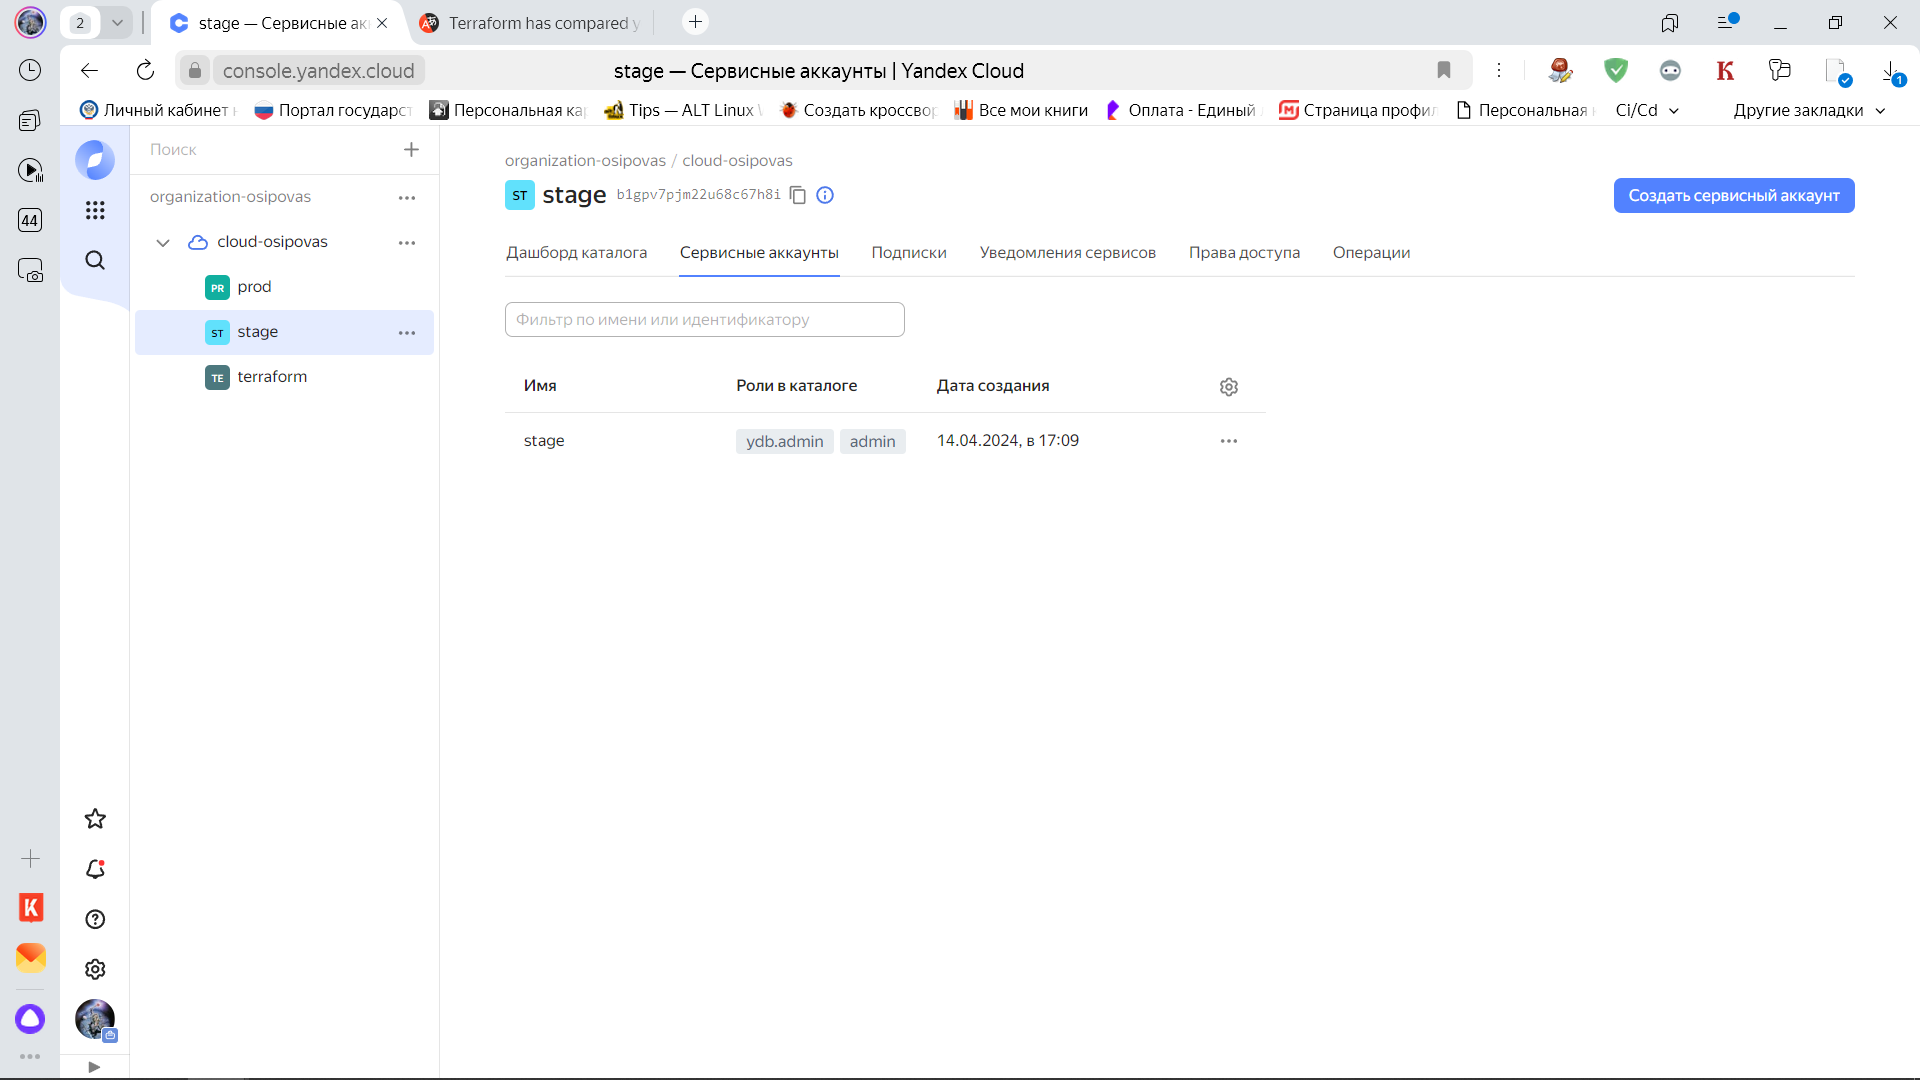 2
stage — Сервисные ак
Terraform has compared y
console.yandex.cloud
stage — Сервисные аккаунты | Yandex Cloud
1
Личный кабинет н
Портал государст
Персональная кар
Tips — ALT Linux
Создать кроссвор
Все мои книги
Оплата - Единый
Страница профил
Персональная
Ci/Cd
Другие закладки
44
Поиск
organization-osipovas
cloud-osipovas
PR prod
ST stage
TE terraform
organization-osipovas / cloud-osipovas
ST stage b1gpv7pjm22u68c67h8i
Создать сервисный аккаунт
Дашборд каталога
Сервисные аккаунты
Подписки
Уведомления сервисов
Права доступа
Операции
Фильтр по имени или идентификатору
Имя Роли в каталоге Дата создания
stage ydb.admin admin 14.04.2024, в 17:09